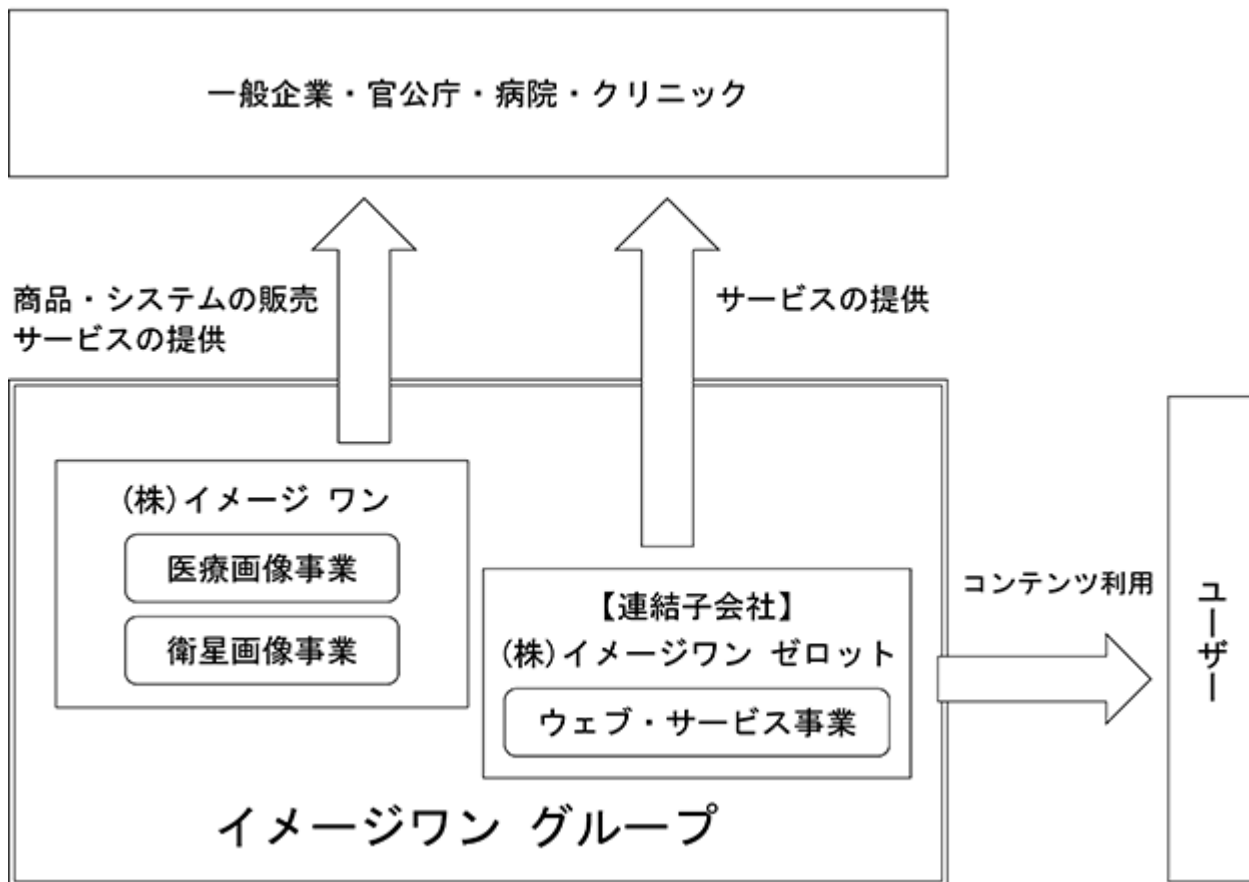 一般企業・官公庁・病院・クリニック
商品・システムの販売
サービスの提供
サービスの提供
(株)イメージ ワン
医療画像事業
衛星画像事業
【連結子会社】
(株)イメージワン ゼロット
ウェブ・サービス事業
イメージワン グループ
コンテンツ利用
ユーザー